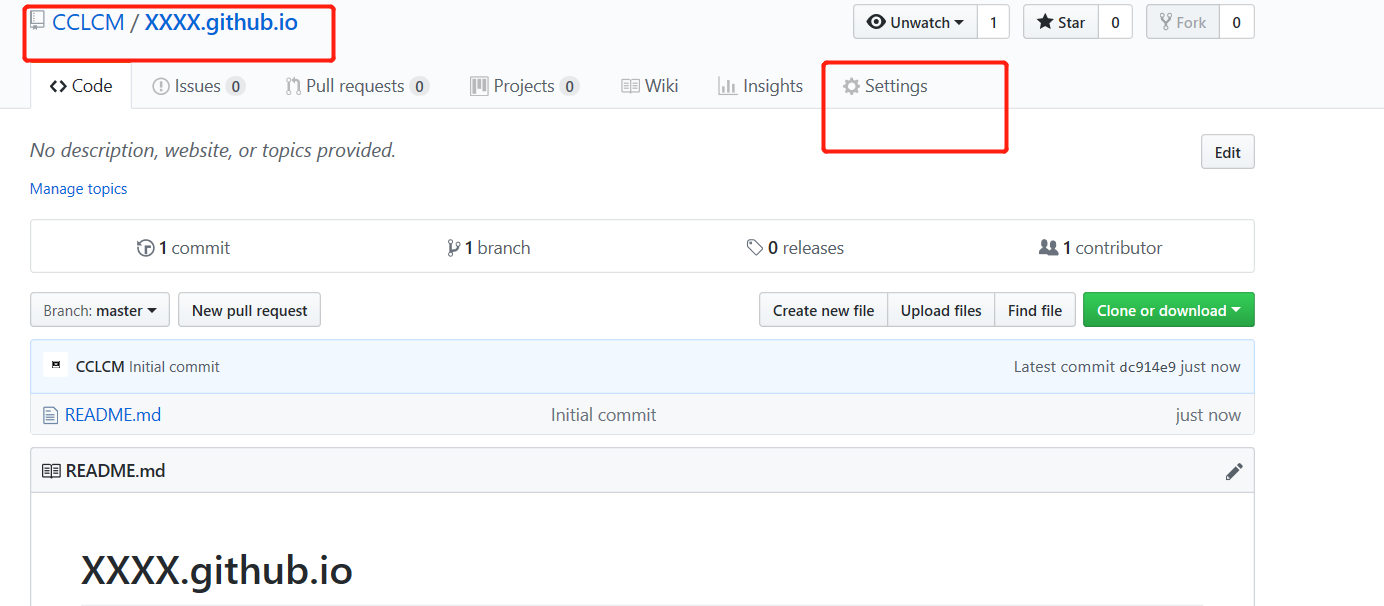 CCLCM / XXXX.github.io Unwatch 1 Star 0 Fork 0
Code Issues 0 Pull requests 0 Projects 0 Wiki Insights Settings
No description, website, or topics provided. Edit
Manage topics
1 commit 1 branch 0 releases 1 contributor
Branch: master New pull request Create new file Upload files Find file Clone or download
CCLCM Initial commit Latest commit dc914e9 just now
README.md Initial commit just now
README.md
XXXX.github.io